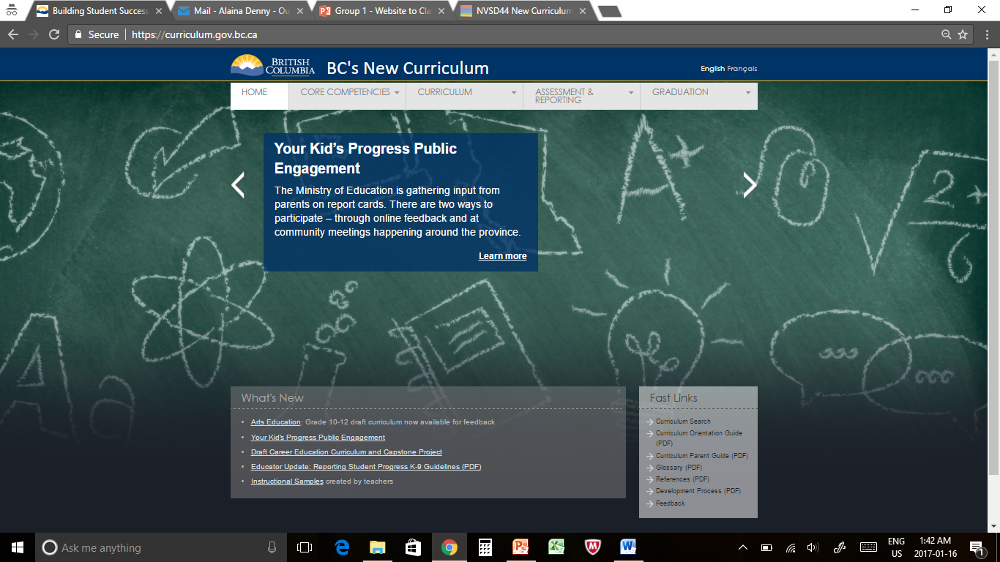 Building Student Success
Mail - Alaina Denny - Ou
Group 1 - Website to Cla
NVSD44 New Curriculum
Secure https://curriculum.gov.bc.ca
BRITISH
COLUMBIA
BC's New Curriculum
English Français
HOME
CORE COMPETENCIES
CURRICULUM
ASSESSMENT &
REPORTING
GRADUATION
Your Kid’s Progress Public
Engagement
The Ministry of Education is gathering input from
parents on report cards. There are two ways to
participate – through online feedback and at
community meetings happening around the province.
Learn more
A+
√2+
Aa
What's New
• Arts Education: Grade 10-12 draft curriculum now available for feedback
• Your Kid's Progress Public Engagement
• Draft Career Education Curriculum and Capstone Project
• Educator Update: Reporting Student Progress K-9 Guidelines (PDF)
• Instructional Samples created by teachers
Fast Links
Curriculum Search
Curriculum Orientation Guide
(PDF)
Curriculum Parent Guide (PDF)
Glossary (PDF)
References (PDF)
Development Process (PDF)
Feedback
Ask me anything
ENG
US
1:42 AM
2017-01-16
1